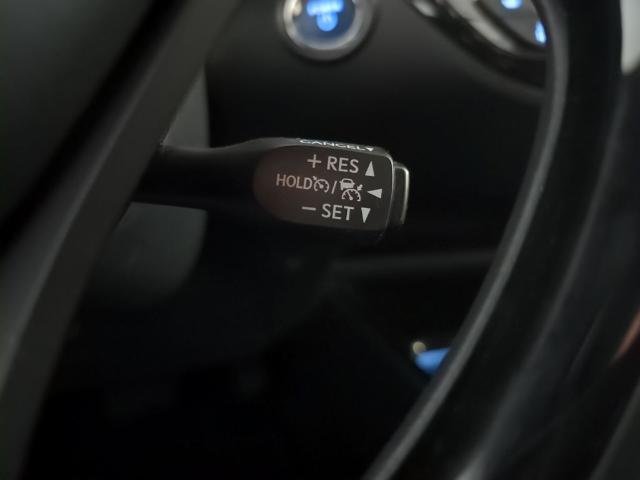 CANCEL
+ RES
HOLD /
− SET